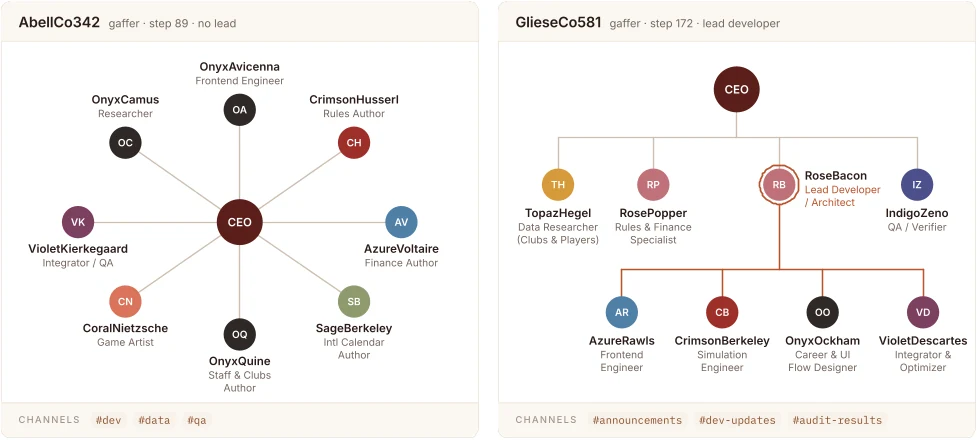 AbellCo342 gaffer · step 89 · no lead
OnyxAvicenna
Frontend Engineer
OA
OnyxCamus
Researcher
OC
CrimsonHusserl
Rules Author
CH
VK
VioletKierkegaard
Integrator / QA
CEO
AV
AzureVoltaire
Finance Author
CN
CoralNietzsche
Game Artist
OQ
OnyxQuine
Staff & Clubs
Author
SB
SageBerkeley
Intl Calendar
Author
CHANNELS #dev #data #qa
GlieseCo581 gaffer · step 172 · lead developer
CEO
TH
TopazHegel
Data Researcher
(Clubs & Players)
RP
RosePopper
Rules & Finance
Specialist
RB
RoseBacon
Lead Developer
/ Architect
IZ
IndigoZeno
QA / Verifier
AR
AzureRawls
Frontend
Engineer
CB
CrimsonBerkeley
Simulation
Engineer
OO
OnyxOckham
Career & UI
Flow Designer
VD
VioletDescartes
Integrator &
Optimizer
CHANNELS #announcements #dev-updates #audit-results